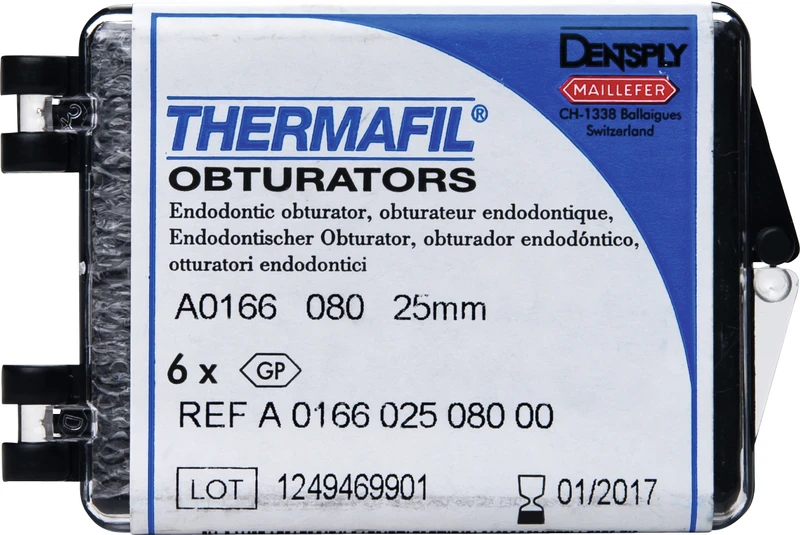 DENSPLY
MAILLEFER
CH-1338 Ballaigues
Switzerland
THERMAFIL®
OBTURATORS
Endodontic obturator, obturateur endodontique,
Endodontischer Obturator, obturador endodóntico,
otturatori endodontici
A0166 080 25mm
6 x GP
REF A 0166 025 080 00
LOT 1249469901 01/2017